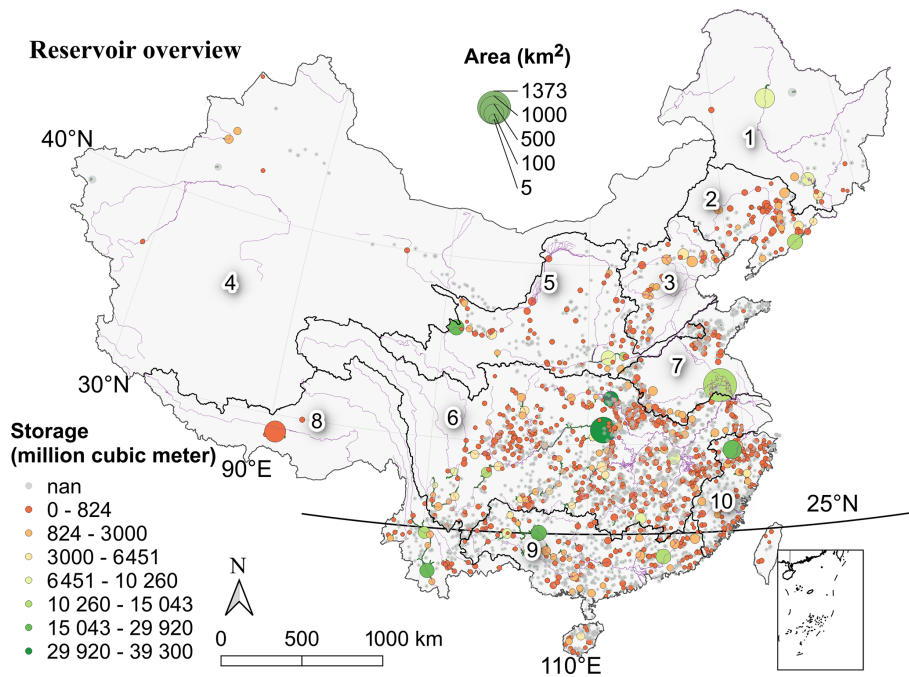 Reservoir overview
Area (km²)
1373
1000
500
100
5
40°N
1
2
3
4
5
7
30°N
8
6
Storage
(million cubic meter)
90°E
nan
0 - 824
824 - 3000
3000 - 6451
6451 - 10 260
10 260 - 15 043
15 043 - 29 920
29 920 - 39 300
10
25°N
9
N
0 500 1000 km
110°E